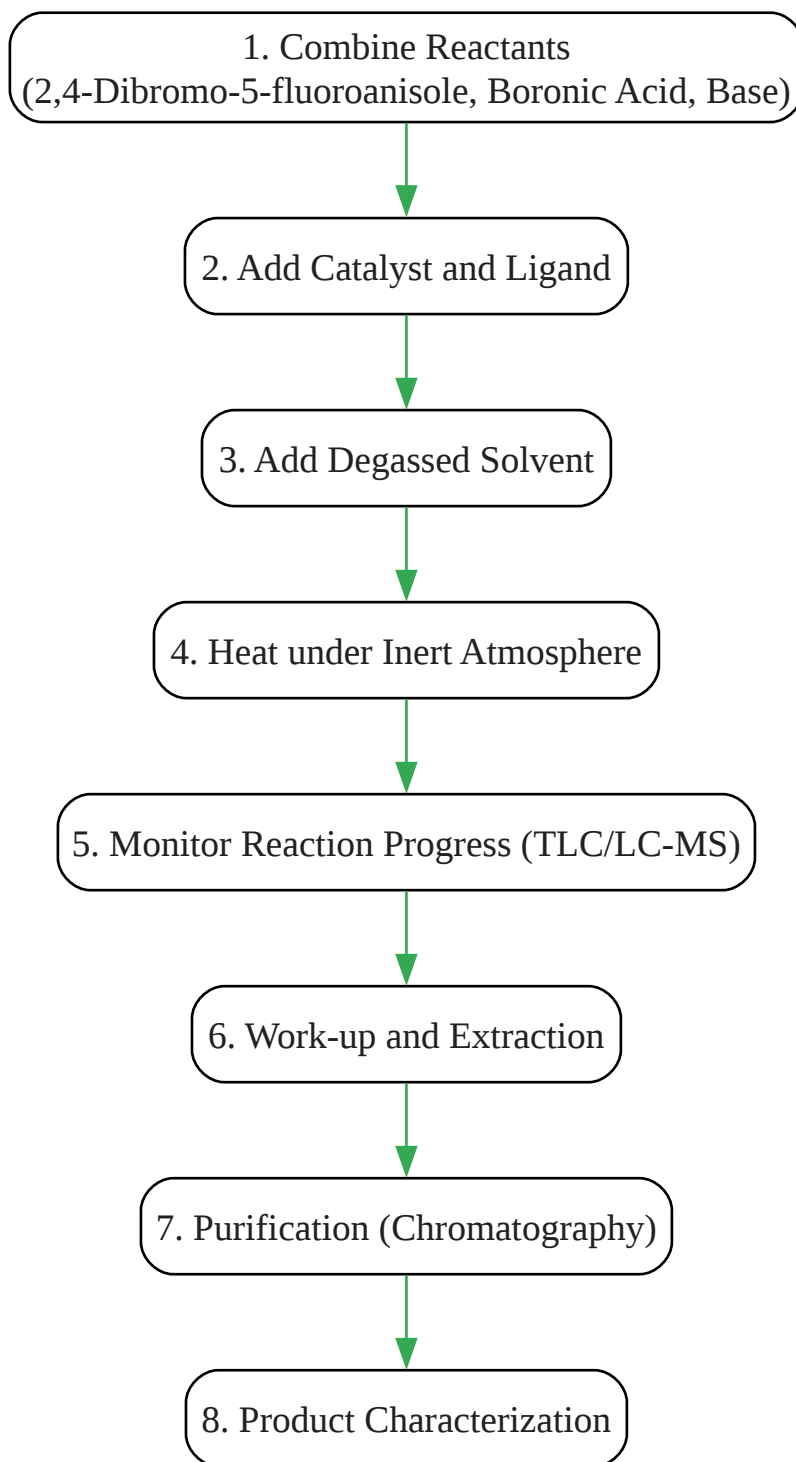 1. Combine Reactants
(2,4-Dibromo-5-fluoroanisole, Boronic Acid, Base)
2. Add Catalyst and Ligand
3. Add Degassed Solvent
4. Heat under Inert Atmosphere
5. Monitor Reaction Progress (TLC/LC-MS)
6. Work-up and Extraction
7. Purification (Chromatography)
8. Product Characterization